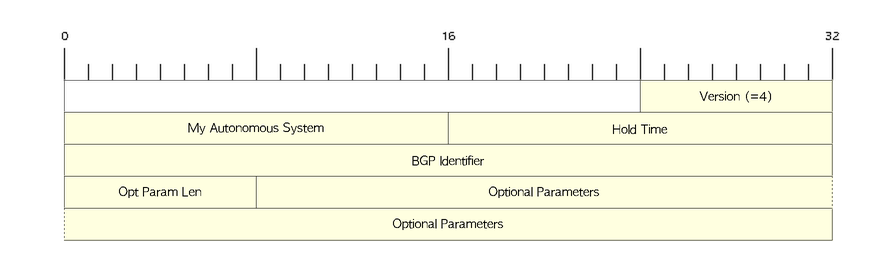 0 16 32
Version (=4)
My Autonomous System Hold Time
BGP Identifier
Opt Param Len Optional Parameters
Optional Parameters